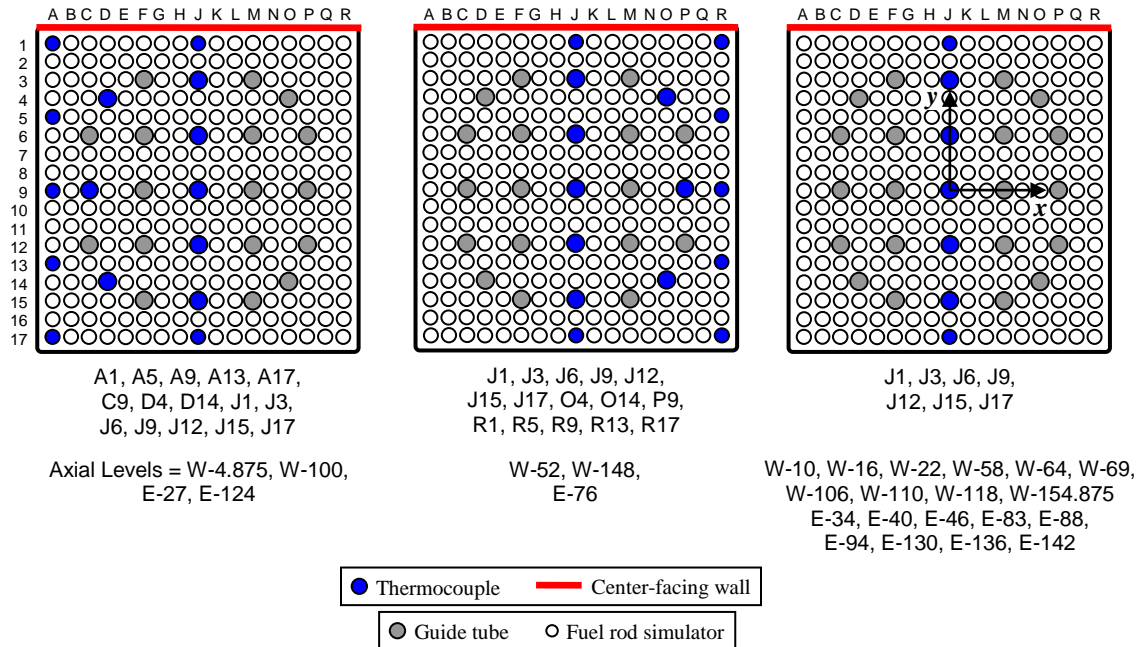 A B C D E F G H J K L M N O P Q R
A B C D E F G H J K L M N O P Q R
A B C D E F G H J K L M N O P Q R
1
2
3
4
5
6
7
8
9
10
11
12
13
14
15
16
17
y
x
A1, A5, A9, A13, A17,
C9, D4, D14, J1, J3,
J6, J9, J12, J15, J17
Axial Levels = W-4.875, W-100,
E-27, E-124
J1, J3, J6, J9, J12,
J15, J17, O4, O14, P9,
R1, R5, R9, R13, R17
W-52, W-148,
E-76
J1, J3, J6, J9,
J12, J15, J17
W-10, W-16, W-22, W-58, W-64, W-69,
W-106, W-110, W-118, W-154.875
E-34, E-40, E-46, E-83, E-88,
E-94, E-130, E-136, E-142
Thermocouple
Center-facing wall
Guide tube
Fuel rod simulator